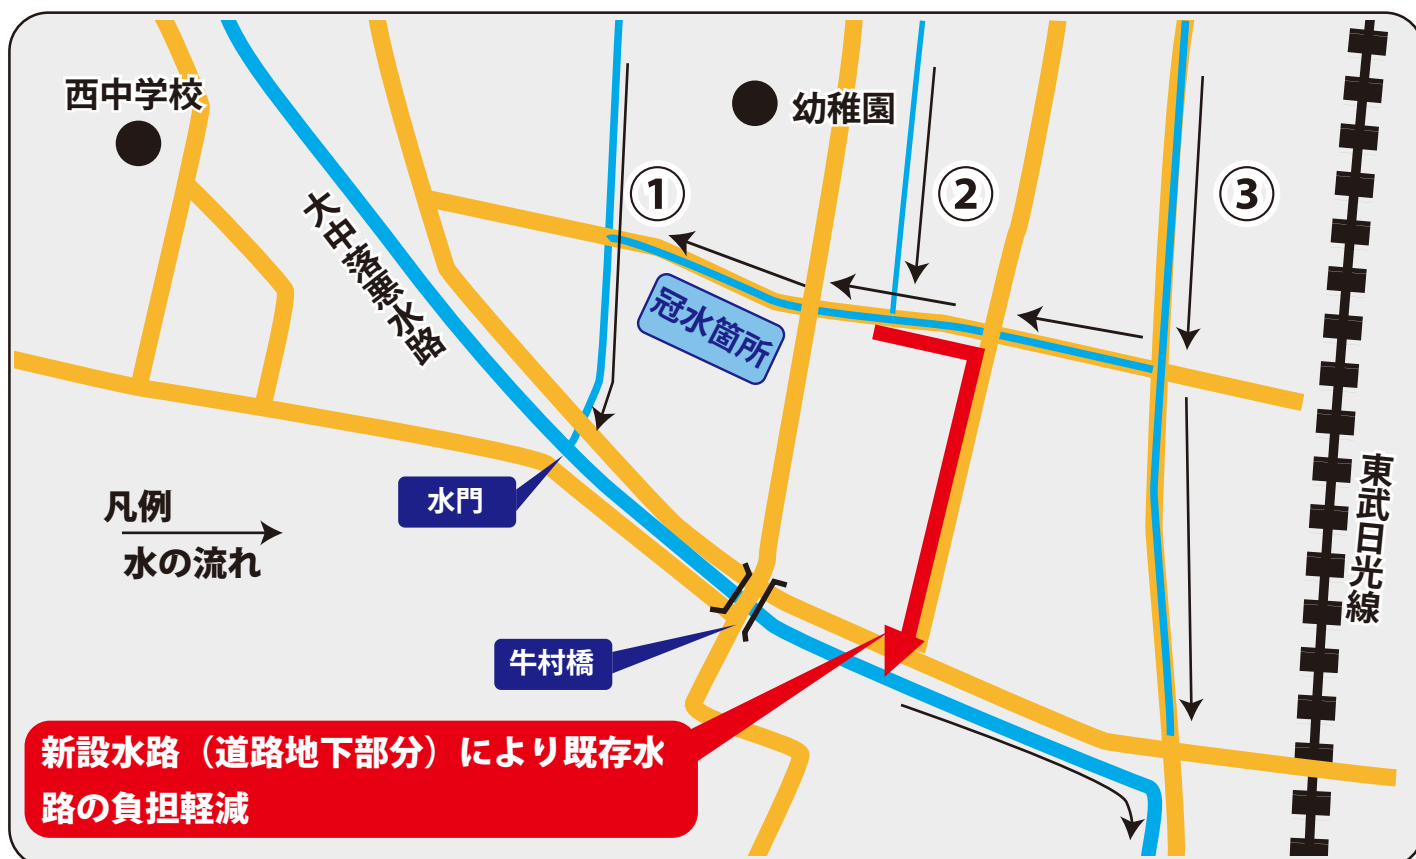 西中学校
幼稚園
①
②
③
大中落悪水路
冠水箇所
水門
凡例
水の流れ
東武日光線
牛村橋
新設水路（道路地下部分）により既存水
路の負担軽減